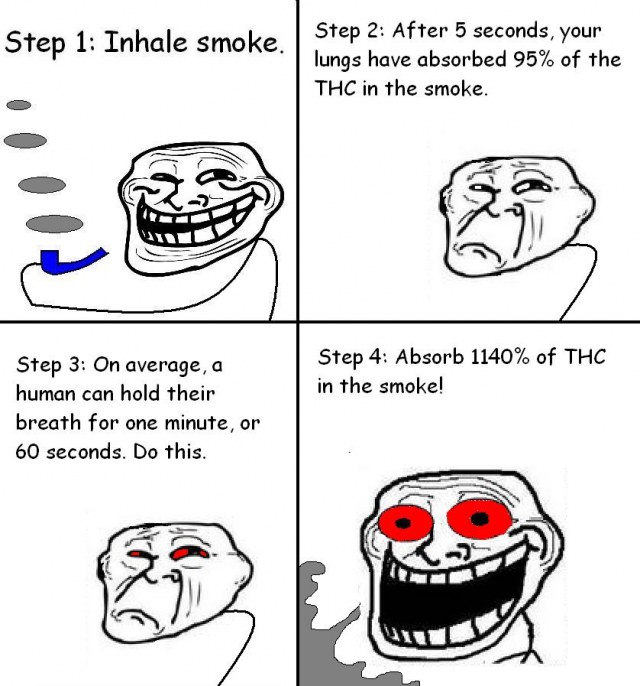 Step 1: Inhale smoke.
Step 2: After 5 seconds, your
lungs have absorbed 95% of the
THC in the smoke.
Step 3: On average, a
human can hold their
breath for one minute, or
60 seconds. Do this.
Step 4: Absorb 1140% of THC
in the smoke!